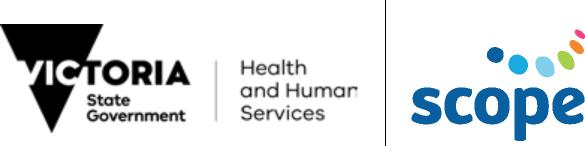 VICTORIA
State
Government
Health
and Human
Services
scope